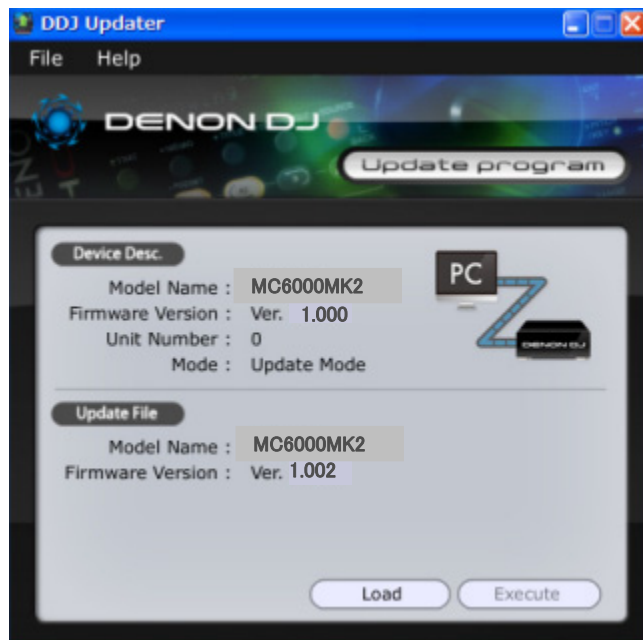 DDJ Updater
File Help
DENON DJ
Update program
Device Desc.
Model Name : MC6000MK2
Firmware Version : Ver. 1.000
Unit Number : 0
Mode : Update Mode
PC
DENON DJ
Update File
Model Name : MC6000MK2
Firmware Version : Ver. 1.002
Load Execute